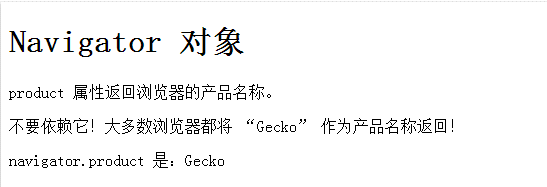 Navigator 对象
product 属性返回浏览器的产品名称。
不要依赖它！大多数浏览器都将 “Gecko” 作为产品名称返回！
navigator.product 是：Gecko